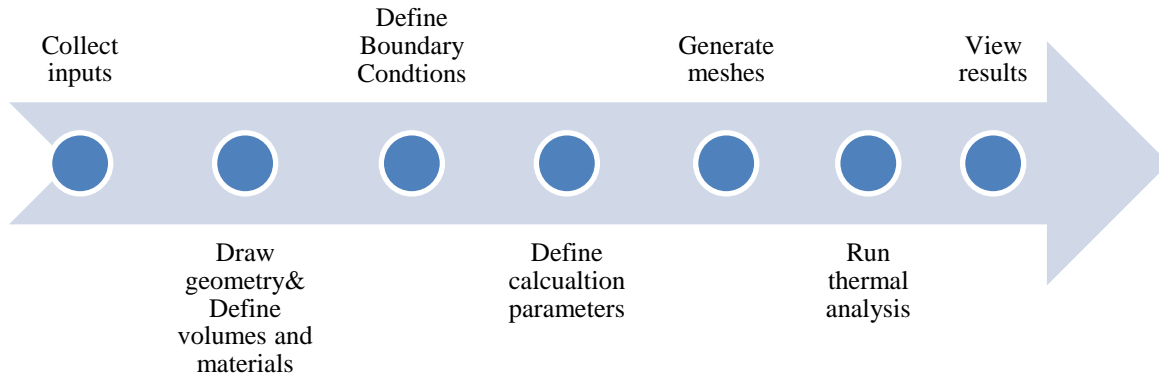 Collect
inputs
Draw
geometry&
Define
volumes and
materials
Define
Boundary
Condtions
Define
calcualtion
parameters
Generate
meshes
Run
thermal
analysis
View
results